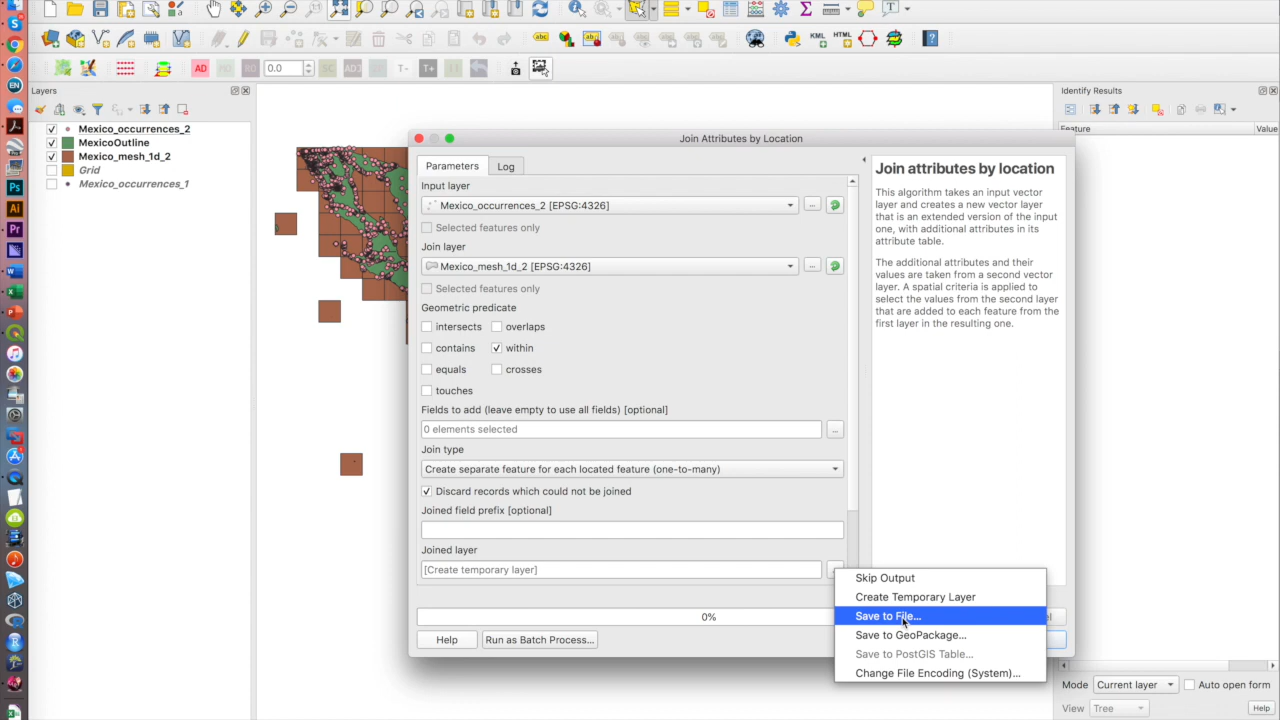 AD
0.0
T-
T+
KML
HTML
Layers
Mexico_occurrences_2
MexicoOutline
Mexico_mesh_1d_2
Grid
Mexico_occurrences_1
Join Attributes by Location
Parameters
Log
Input layer
Mexico_occurrences_2 [EPSG:4326]
Selected features only
Join layer
Mexico_mesh_1d_2 [EPSG:4326]
Selected features only
Geometric predicate
intersects overlaps
contains within
equals crosses
touches
Fields to add (leave empty to use all fields) [optional]
0 elements selected
Join type
Create separate feature for each located feature (one-to-many)
Discard records which could not be joined
Joined field prefix [optional]
Joined layer
[Create temporary layer]
0%
Help
Run as Batch Process...
Join attributes by location
This algorithm takes an input vector
layer and creates a new vector layer
that is an extended version of the input
one, with additional attributes in its
attribute table.
The additional attributes and their
values are taken from a second vector
layer. A spatial criteria is applied to
select the values from the second layer
that are added to each feature from the
first layer in the resulting one.
Skip Output
Create Temporary Layer
Save to File...
Save to GeoPackage...
Save to PostGIS Table...
Change File Encoding (System)...
Identify Results
Feature Value
Mode Current layer Auto open form
View Tree Help
EN
Ps
Ai
Pr